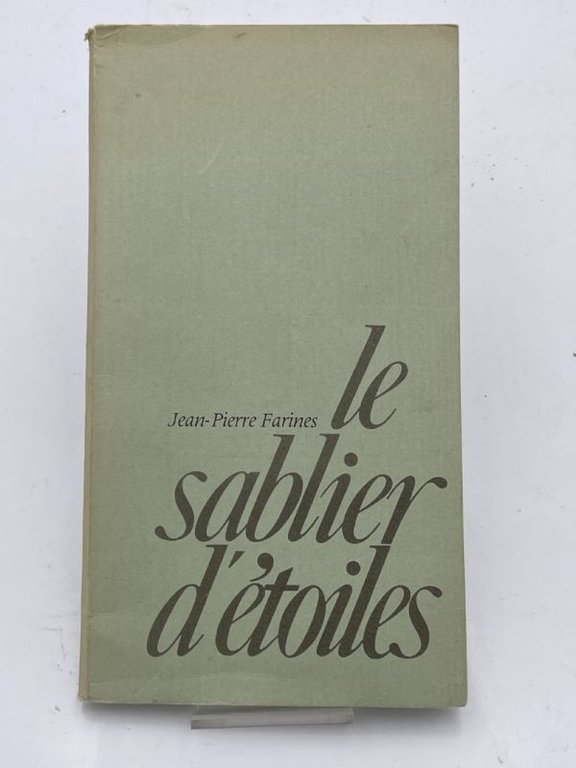 le
Jean-Pierre Farines
sablier
d'étoiles